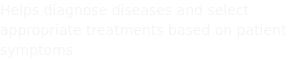 Helps diagnose diseases and select
appropriate treatments based on patient
symptoms